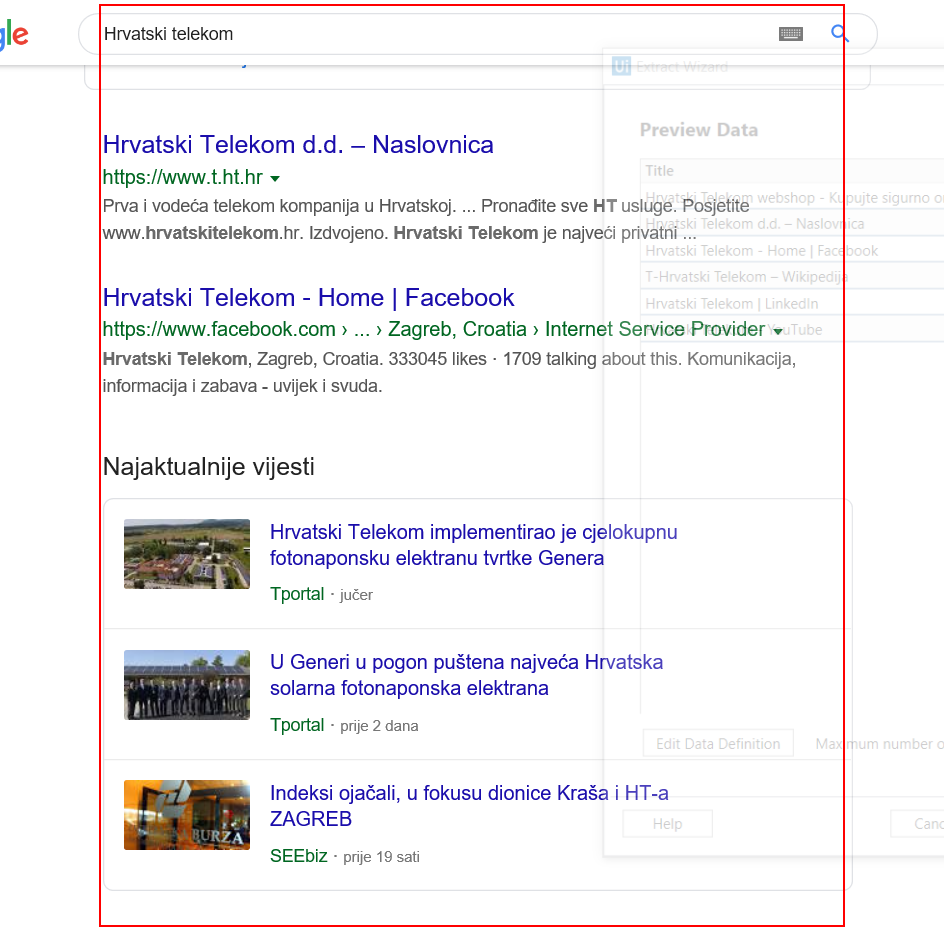 gle
Hrvatski telekom
Ui Extract Wizard
Preview Data
Title
Hrvatski Telekom webshop - Kupujte sigurno
Hrvatski Telekom d.d. – Naslovnica
Hrvatski Telekom - Home | Facebook
T-Hrvatski Telekom – Wikipedija
Hrvatski Telekom | LinkedIn
YouTube
Edit Data Definition
Maximum number
Help
Hrvatski Telekom d.d. – Naslovnica
https://www.t.ht.hr
Prva i vodeća telekom kompanija u Hrvatskoj. ... Pronađite sve HT usluge. Posjetite
www.hrvatskitelekom.hr. Izdvojeno. Hrvatski Telekom je najveći privatni ...
Hrvatski Telekom - Home | Facebook
https://www.facebook.com › ... › Zagreb, Croatia › Internet Service Provider
Hrvatski Telekom, Zagreb, Croatia. 333045 likes · 1709 talking about this. Komunikacija,
informacija i zabava - uvijek i svuda.
Najaktualnije vijesti
Hrvatski Telekom implementirao je cjelokupnu
fotonaponsku elektranu tvrtke Genera
Tportal · jučer
U Generi u pogon puštena najveća Hrvatska
solarna fotonaponska elektrana
Tportal · prije 2 dana
BURZA
Indeksi ojačali, u fokusu dionice Kraša i HT-a
ZAGREB
SEEbiz · prije 19 sati